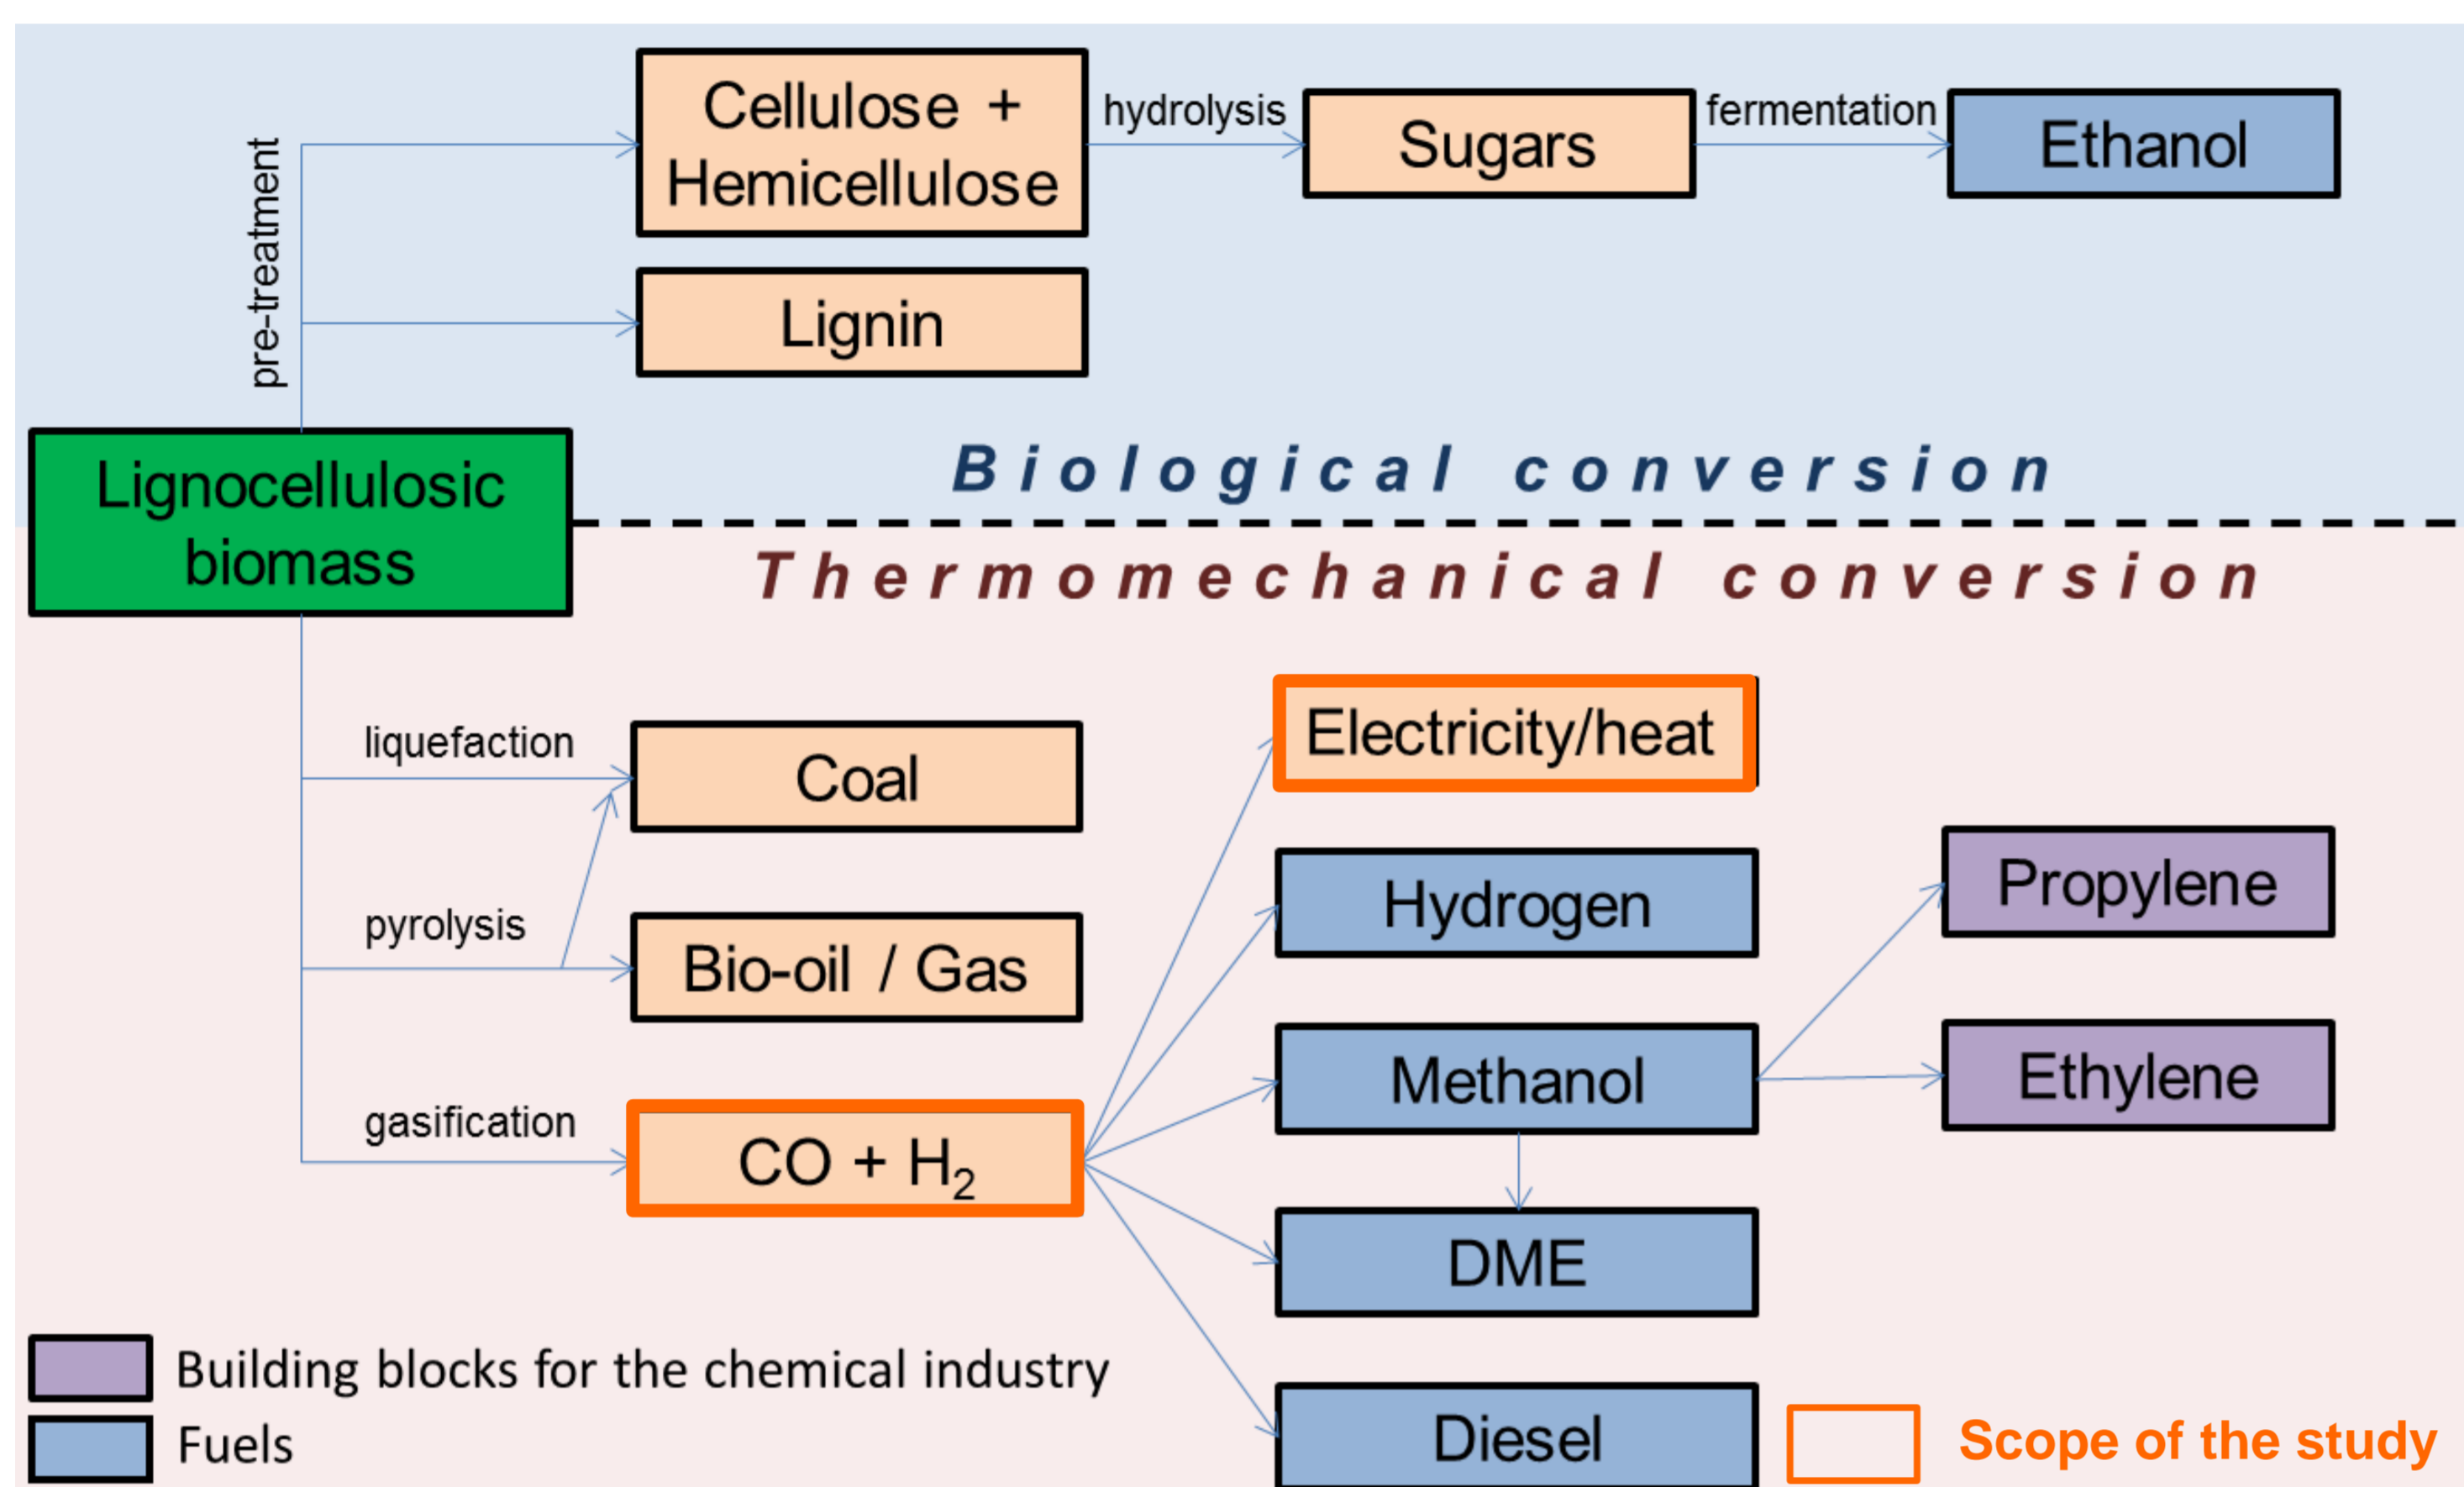 Cellulose +
Hemicellulose
hydrolysis
Sugars
fermentation
Ethanol
pre-treatment
Lignin
Lignocellulosic
biomass
Biological conversion
Thermomechanical conversion
liquefaction
Coal
pyrolysis
Bio-oil / Gas
gasification
CO + H₂
Electricity/heat
Hydrogen
Methanol
DME
Diesel
Propylene
Ethylene
Building blocks for the chemical industry
Fuels
Scope of the study